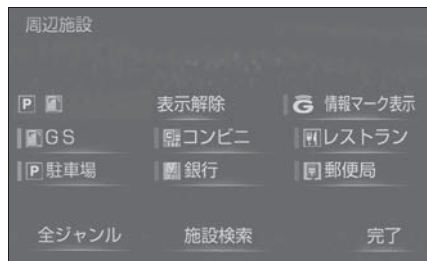 周辺施設
P 表示解除 G 情報マーク表示
GS コンビニ レストラン
P 駐車場 銀行 〒 郵便局
全ジャンル 施設検索 完了